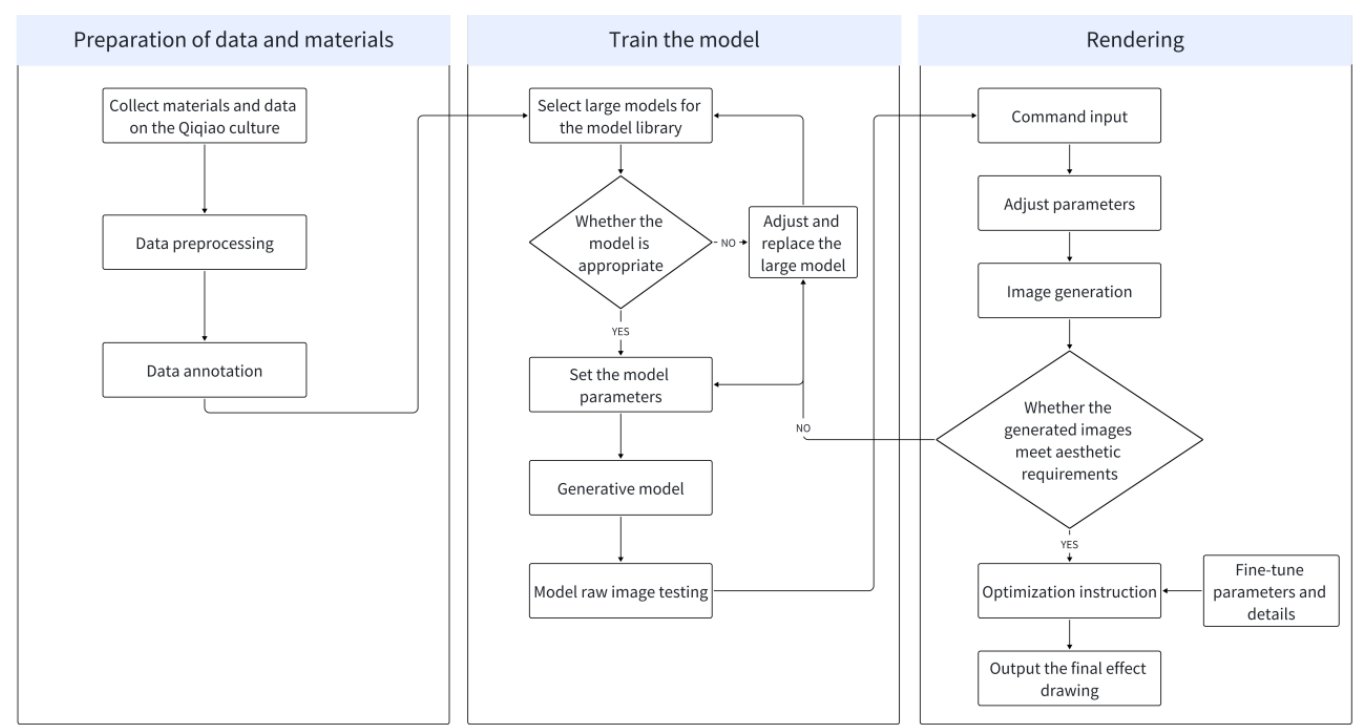 Preparation of data and materials
Collect materials and data
on the Qiqiao culture
Data preprocessing
Data annotation
Train the model
Select large models for
the model library
Whether the
model is
appropriate
NO
Adjust and
replace the
large model
YES
Set the model
parameters
NO
Generative model
Model raw image testing
Rendering
Command input
Adjust parameters
Image generation
Whether the
generated images
meet aesthetic
requirements
YES
Optimization instruction
Fine-tune
parameters and
details
Output the final effect
drawing